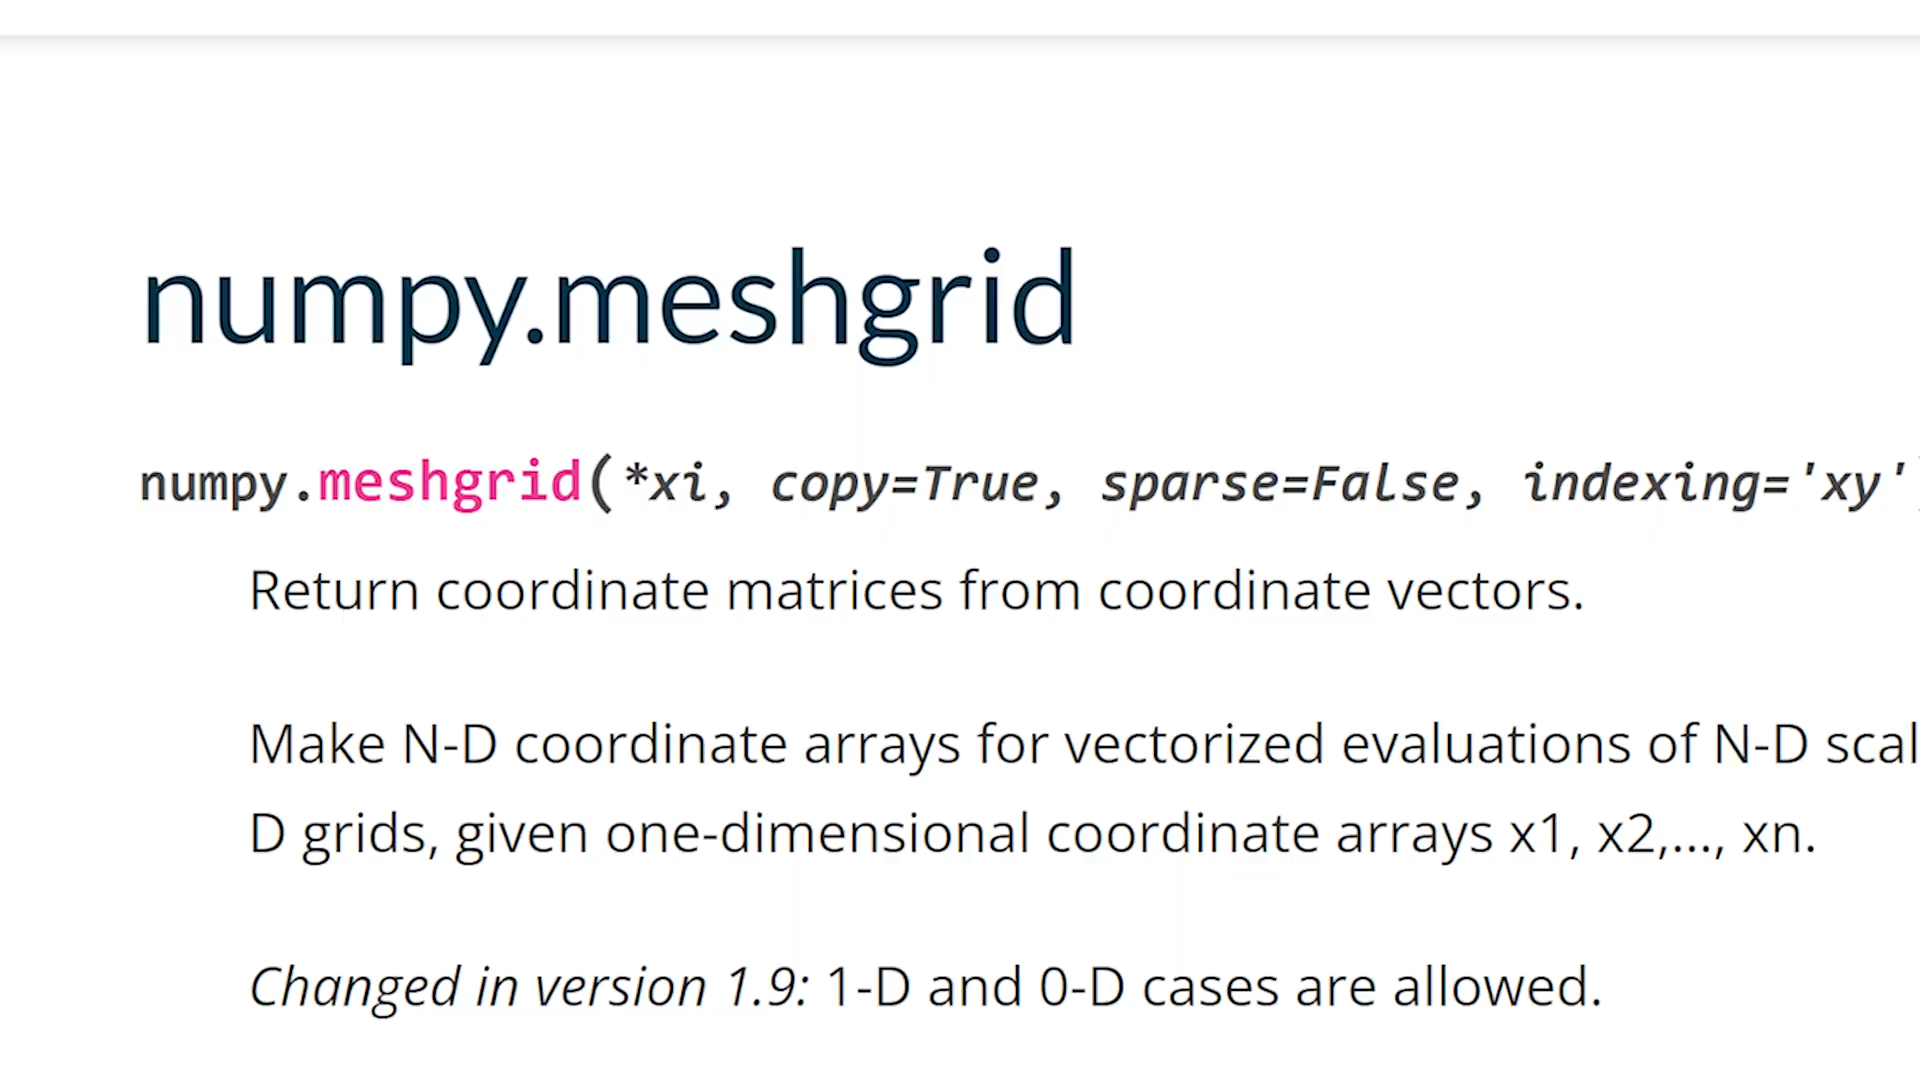 numpy.meshgrid
numpy.meshgrid(*xi, copy=True, sparse=False, indexing='xy'
Return coordinate matrices from coordinate vectors.
Make N-D coordinate arrays for vectorized evaluations of N-D
D grids, given one-dimensional coordinate arrays x1, x2,..., xn.
Changed in version 1.9: 1-D and 0-D cases are allowed.